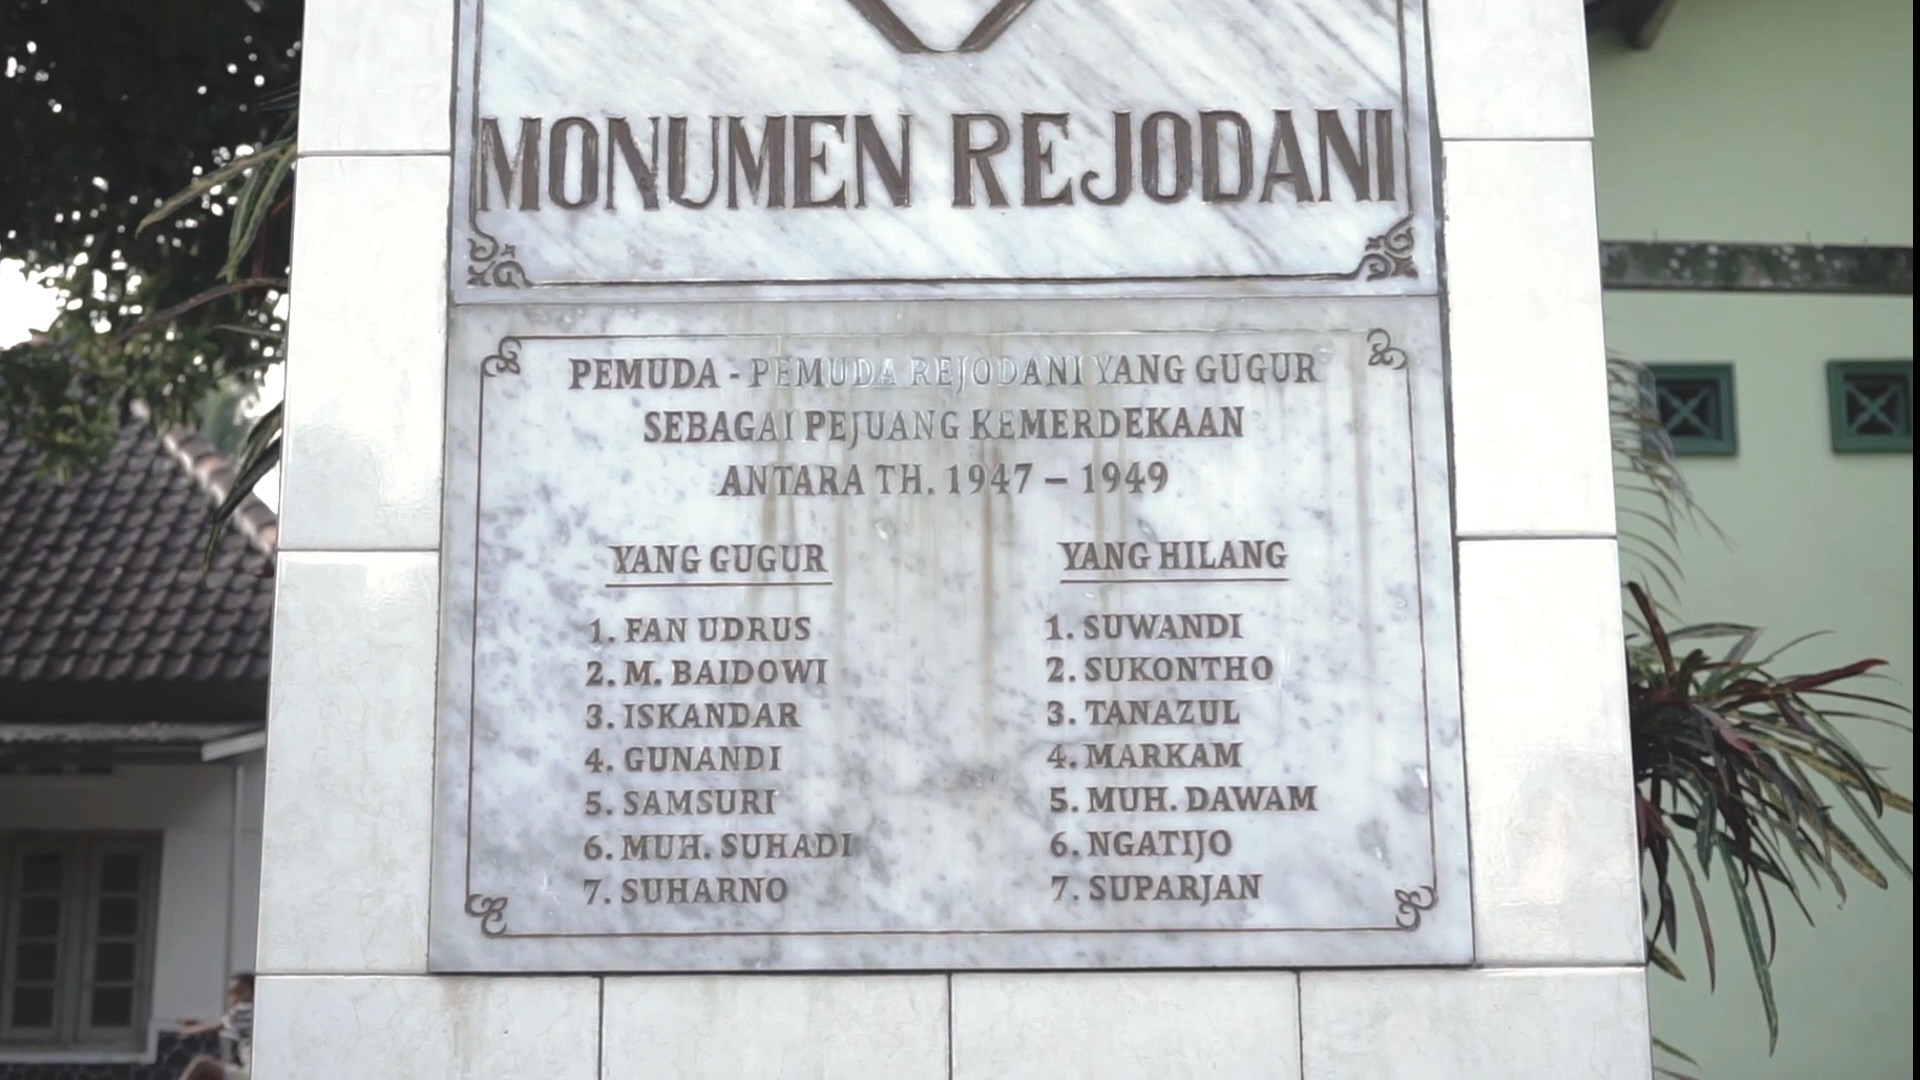 MONUMEN REJODANI
PEMUDA - PEMUDA REJODANI YANG GUGUR
SEBAGAI PEJUANG KEMERDEKAAN
ANTARA TH. 1947 – 1949
YANG GUGUR
1. FAN UDRUS
2. M. BAIDOWI
3. ISKANDAR
4. GUNANDI
5. SAMSURI
6. MUH. SUHADI
7. SUHARNO
YANG HILANG
1. SUWANDI
2. SUKONTHO
3. TANAZUL
4. MARKAM
5. MUH. DAWAM
6. NGATIJO
7. SUPARJAN